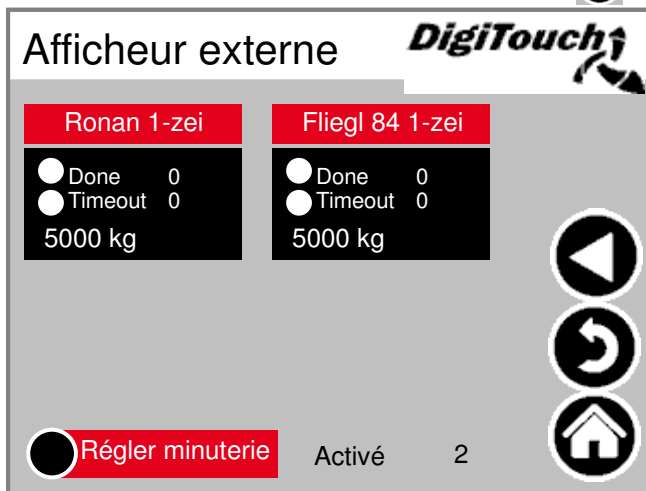 Afficheur externe
DigiTouch
Ronan 1-zei
Done 0
Timeout 0
5000 kg
Fliegl 84 1-zei
Done 0
Timeout 0
5000 kg
Régler minuterie
Activé 2